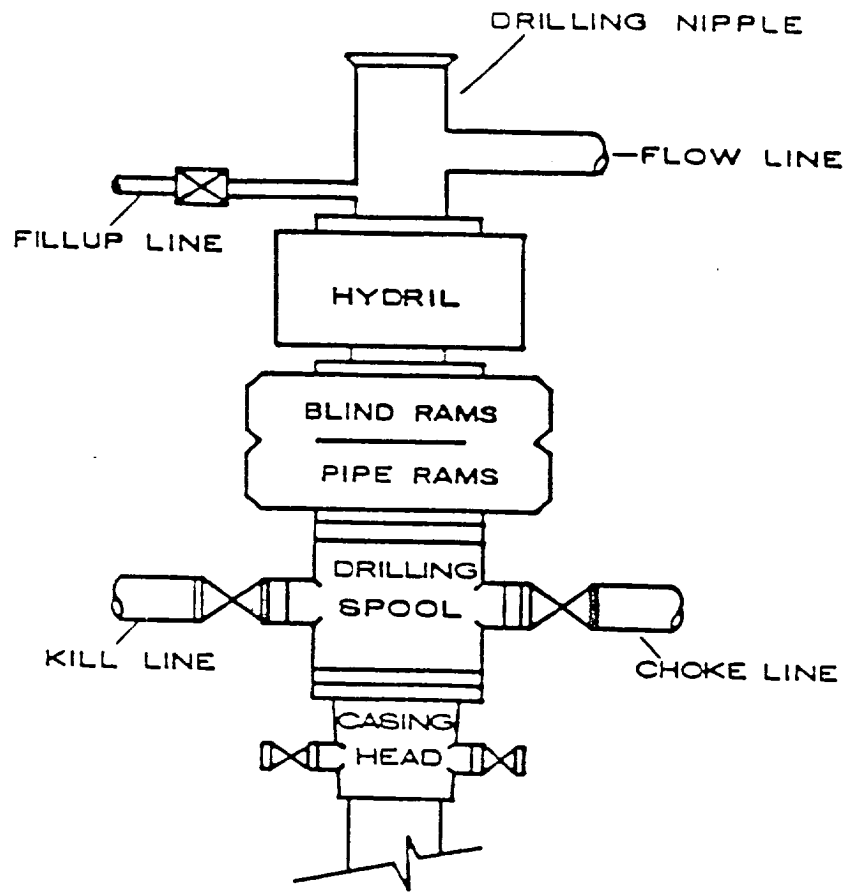 DRILLING NIPPLE
FLOW LINE
FILLUP LINE
HYDRIL
BLIND RAMS
PIPE RAMS
DRILLING
SPOOL
KILL LINE
CHOKE LINE
CASING
HEAD